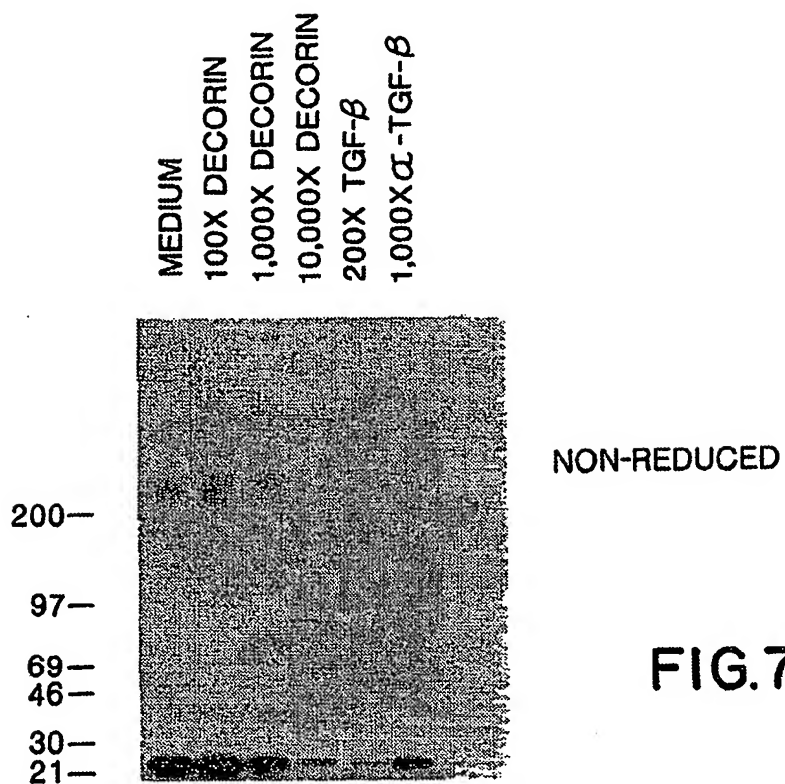 MEDIUM
100X DECORIN
1,000X DECORIN
10,000X DECORIN
200X TGF-β
1,000X α-TGF-β
NON-REDUCED
200—
97—
69—
46—
30—
21—
FIG.7